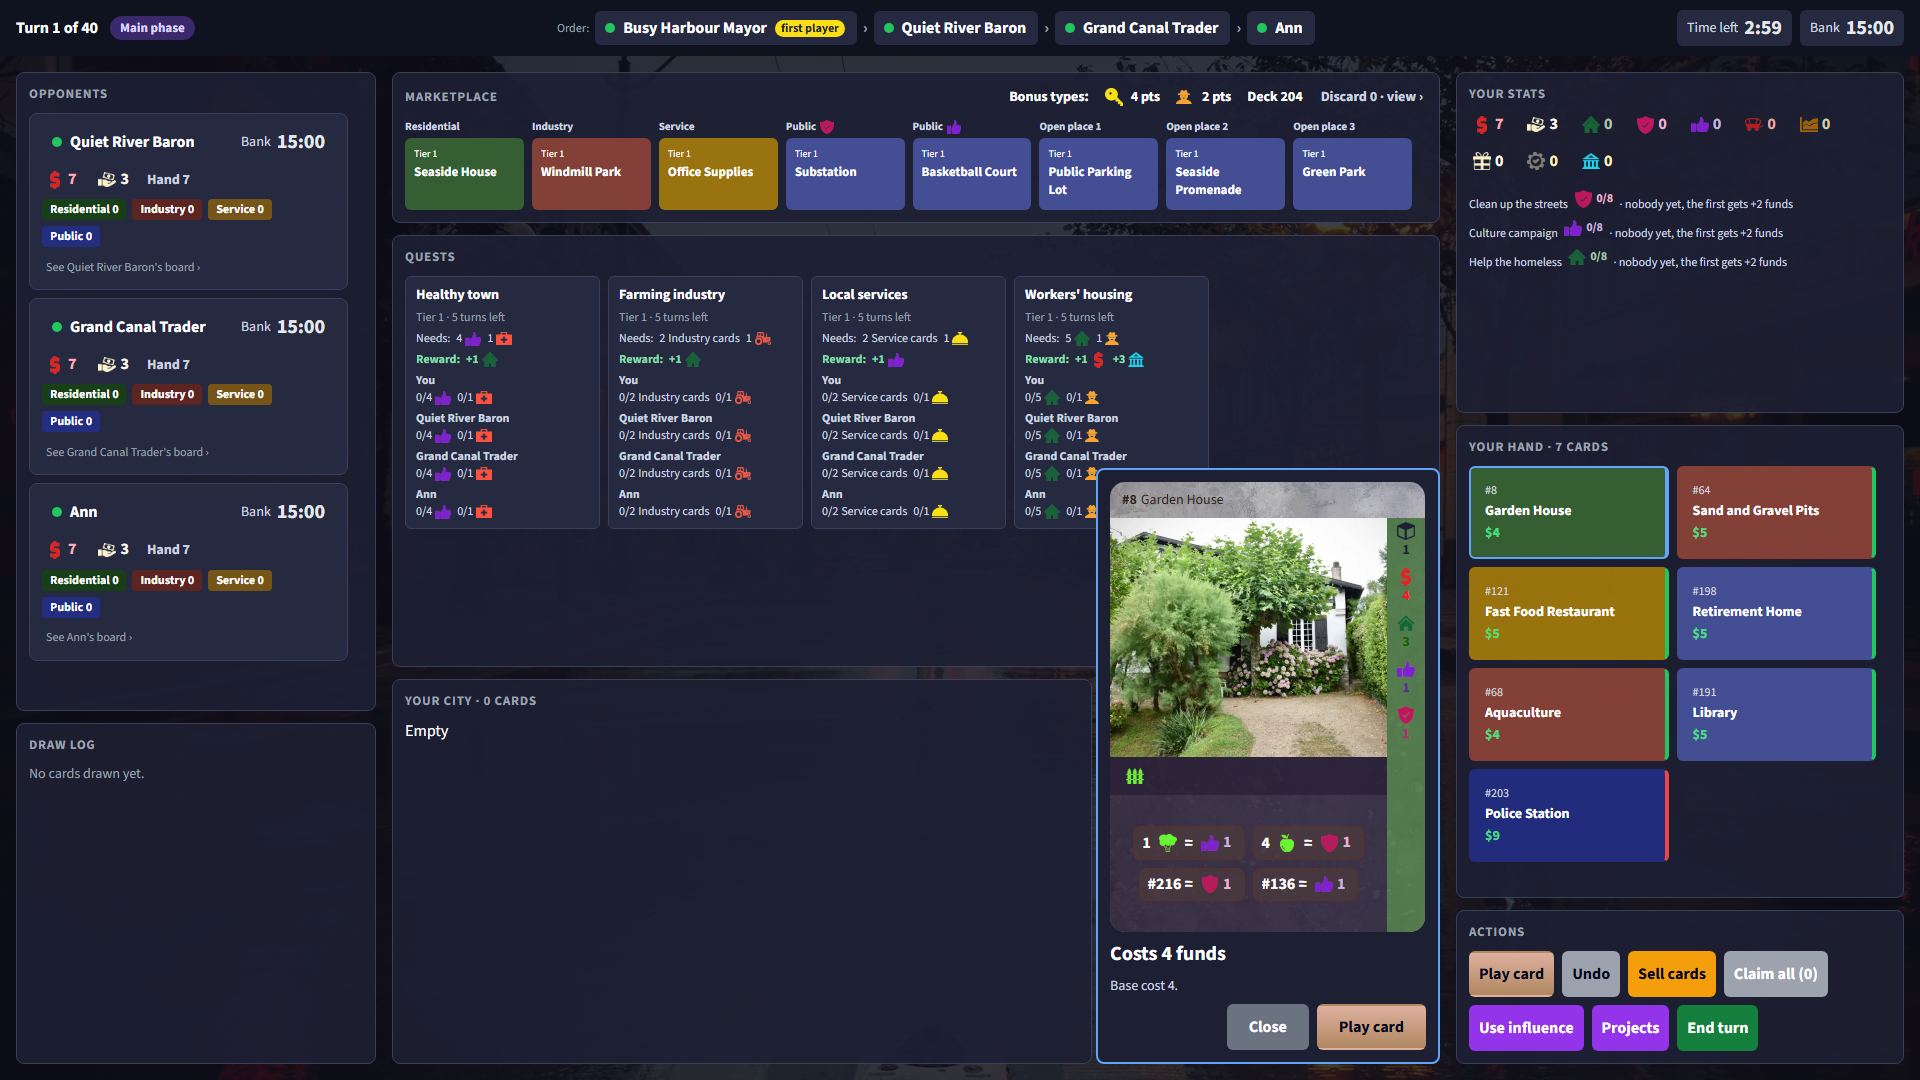 Turn 1 of 40 Main phase
Order: Busy Harbour Mayor first player › Quiet River Baron › Grand Canal Trader › Ann
Time left 2:59 Bank 15:00
OPPONENTS
Quiet River Baron Bank 15:00
7 3 Hand 7
Residential 0 Industry 0 Service 0
Public 0
See Quiet River Baron's board ›
Grand Canal Trader Bank 15:00
7 3 Hand 7
Residential 0 Industry 0 Service 0
Public 0
See Grand Canal Trader's board ›
Ann Bank 15:00
7 3 Hand 7
Residential 0 Industry 0 Service 0
Public 0
See Ann's board ›
DRAW LOG
No cards drawn yet.
MARKETPLACE
Bonus types: 4 pts 2 pts Deck 204 Discard 0 · view ›
Residential Industry Service Public Public Open place 1 Open place 2 Open place 3
Tier 1 Tier 1 Tier 1 Tier 1 Tier 1 Tier 1 Tier 1 Tier 1
Seaside House Windmill Park Office Supplies Substation Basketball Court Public Parking Seaside Green Park
Lot Promenade
QUESTS
Healthy town
Tier 1 · 5 turns left
Needs: 4 1
Reward: +1
You
0/4 0/1
Quiet River Baron
0/4 0/1
Grand Canal Trader
0/4 0/1
Ann
0/4 0/1
Farming industry
Tier 1 · 5 turns left
Needs: 2 Industry cards 1
Reward: +1
You
0/2 Industry cards 0/1
Quiet River Baron
0/2 Industry cards 0/1
Grand Canal Trader
0/2 Industry cards 0/1
Ann
0/2 Industry cards 0/1
Local services
Tier 1 · 5 turns left
Needs: 2 Service cards 1
Reward: +1
You
0/2 Service cards 0/1
Quiet River Baron
0/2 Service cards 0/1
Grand Canal Trader
0/2 Service cards 0/1
Ann
0/2 Service cards 0/1
Workers' housing
Tier 1 · 5 turns left
Needs: 5 1
Reward: +1 +3
You
0/5 0/1
Quiet River Baron
0/5 0/1
Grand Canal Trader
0/5 0/1
Ann
0/5 0/1
YOUR CITY · 0 CARDS
Empty
#8 Garden House
1
4
3
1
1
1 = 1 4 = 1
#216 = 1 #136 = 1
Costs 4 funds
Base cost 4.
Close Play card
YOUR STATS
$ 7 3 0 0 0 0 0
0 0 0
Clean up the streets 0/8 · nobody yet, the first gets +2 funds
Culture campaign 0/8 · nobody yet, the first gets +2 funds
Help the homeless 0/8 · nobody yet, the first gets +2 funds
YOUR HAND · 7 CARDS
#8
Garden House
$4
#64
Sand and Gravel Pits
$5
#121
Fast Food Restaurant
$5
#198
Retirement Home
$5
#68
Aquaculture
$4
#191
Library
$5
#203
Police Station
$9
ACTIONS
Play card Undo Sell cards Claim all (0)
Use influence Projects End turn